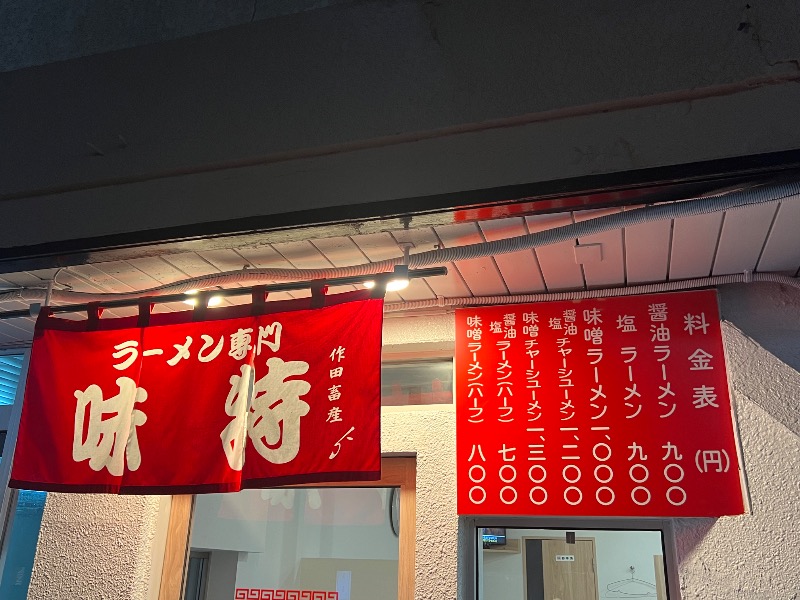 ラーメン専門
味特
作田畜産
料金表(円)
醤油ラーメン 九〇〇
塩 ラーメン 九〇〇
味噌ラーメン 一、〇〇〇
醤油 塩 チャーシューメン 一、二〇〇
味噌チャーシューメン 一、三〇〇
醤油 塩 ラーメン(ハーフ) 七〇〇
味噌ラーメン(ハーフ) 八〇〇